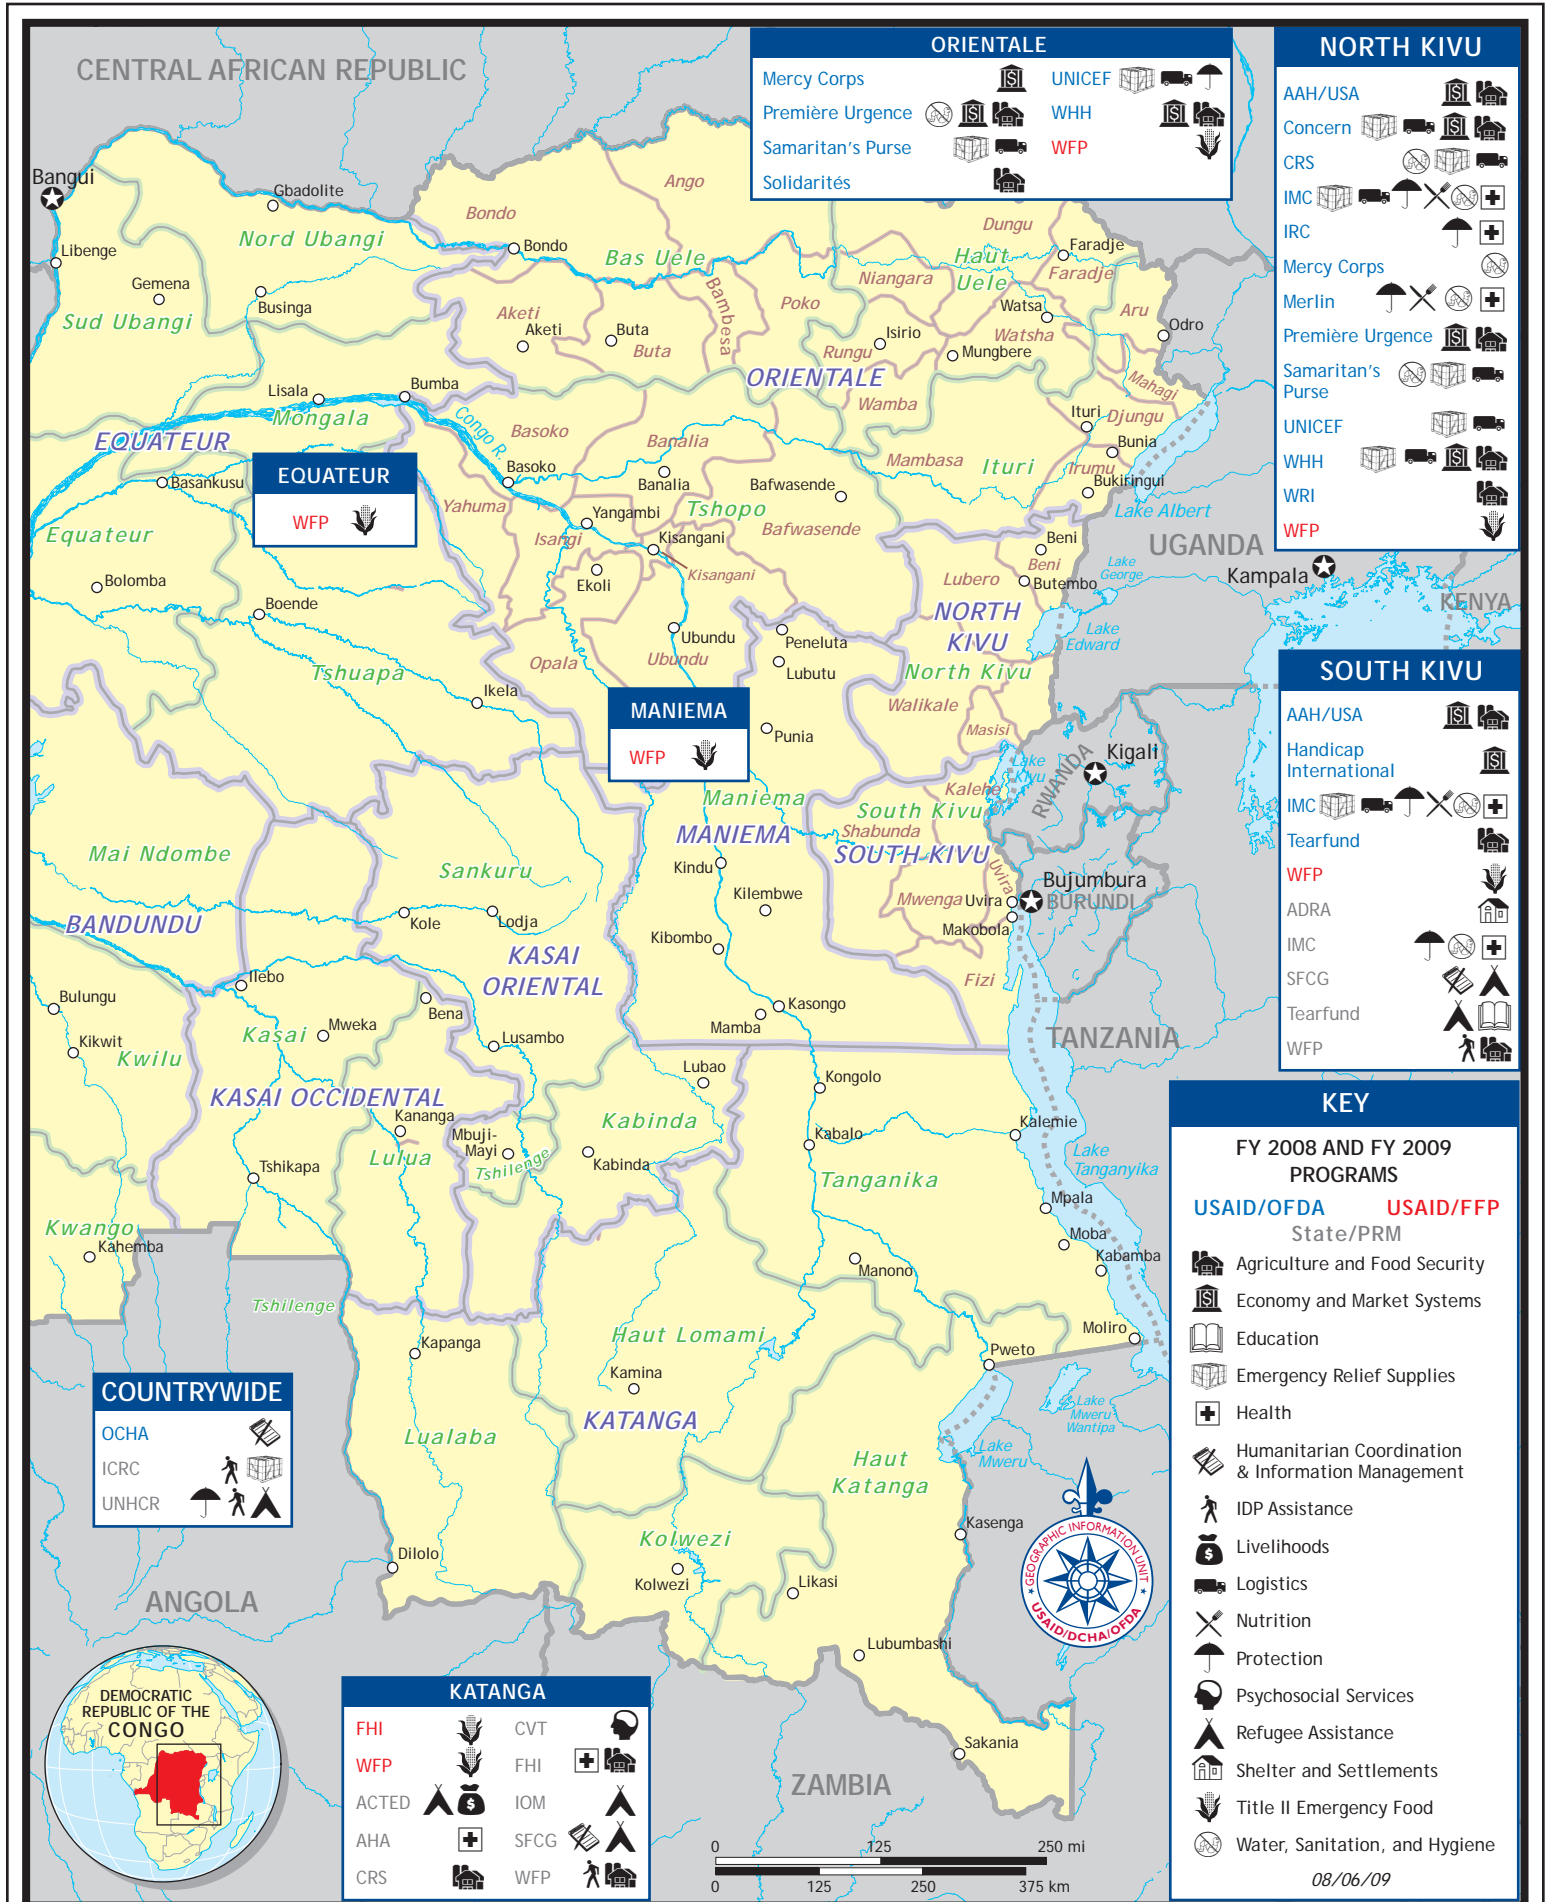 CENTRAL AFRICAN REPUBLIC
ORIENTALE
Mercy Corps
Première Urgence
Samaritan's Purse
Solidarités
UNICEF
WHH
WFP
NORTH KIVU
AAH/USA
Concern
CRS
IMC
IRC
Mercy Corps
Merlin
Première Urgence
Samaritan's
Purse
UNICEF
WHH
WRI
WFP
Bangui
Gbadolite
Libenge
Nord Ubangi
Gemena
Businga
Sud Ubangi
Bondo
Bondo
Ango
Bas Uele
Dungu
Haut
Uele
Faradje
Faradje
Niangara
Aketi
Aketi
Buta
Buta
Bambesa
Poko
Watsa
Watsha
Aru
Odro
Isirio
Rungu
Mungbere
ORIENTALE
Mahagi
Lisala
Bumba
Mongala
Congo R.
EQUATEUR
Wamba
Ituri
Djungu
Basoko
Banalia
Bunia
Basankusu
EQUATEUR
WFP
Basoko
Banalia
Bafwasende
Mambasa
Ituri
Irumu
Bukiringui
Lake Albert
Yahuma
Yangambi
Tshopo
Bafwasende
Equateur
Isangi
Kisangani
Kisangani
Ekoli
Beni
Beni
Lubero
Butembo
Lake
George
UGANDA
Kampala
KENYA
Bolomba
Boende
Ubundu
Ubundu
Peneluta
Lubutu
NORTH
KIVU
North Kivu
Lake
Edward
Opala
Tshuapa
Ikela
Walikale
Masisi
MANIEMA
WFP
Punia
SOUTH KIVU
AAH/USA
Handicap
International
IMC
Tearfund
WFP
ADRA
IMC
SFCG
Tearfund
WFP
Lake
Kivu
RWANDA
Kigali
Maniema
MANIEMA
Kalehe
South Kivu
Shabunda
SOUTH KIVU
Mai Ndombe
Sankuru
Kindu
Kilembwe
Mwenga
Uvira
Uvira
Bujumbura
BURUNDI
Makobola
BANDUNDU
Kole
Lodja
Kibombo
KASAI
ORIENTAL
Fizi
Ilebo
Bulungu
Bena
Kasongo
Mamba
Kasai
Mweka
Kikwit
Kwilu
Lusambo
TANZANIA
Lubao
Kongolo
KASAI OCCIDENTAL
Kananga
Kabinda
Mbuji-
Mayi
Tshilenge
Kabinda
Lulua
Kabalo
Kalemie
Lake
Tanganyika
Tshikapa
Tanganika
Mpala
Moba
Kabamba
Kwango
Kahemba
Manono
Tshilenge
Kapanga
Haut Lomami
Moliro
Pweto
Kamina
KATANGA
Lake
Mweru
Wantipa
Lualaba
Lake
Mweru
Haut
Katanga
COUNTRYWIDE
OCHA
ICRC
UNHCR
Kasenga
Kolwezi
Kolwezi
Dilolo
Likasi
ANGOLA
Lubumbashi
Sakania
ZAMBIA
GEOGRAPHIC INFORMATION UNIT
USAID/DCHA/OFDA
DEMOCRATIC
REPUBLIC OF THE
CONGO
KATANGA
FHI
WFP
ACTED
AHA
CRS
CVT
FHI
IOM
SFCG
WFP
0 125 250 mi
0 125 250 375 km
KEY
FY 2008 AND FY 2009
PROGRAMS
USAID/OFDA USAID/FFP
State/PRM
Agriculture and Food Security
Economy and Market Systems
Education
Emergency Relief Supplies
Health
Humanitarian Coordination
& Information Management
IDP Assistance
Livelihoods
Logistics
Nutrition
Protection
Psychosocial Services
Refugee Assistance
Shelter and Settlements
Title II Emergency Food
Water, Sanitation, and Hygiene
08/06/09